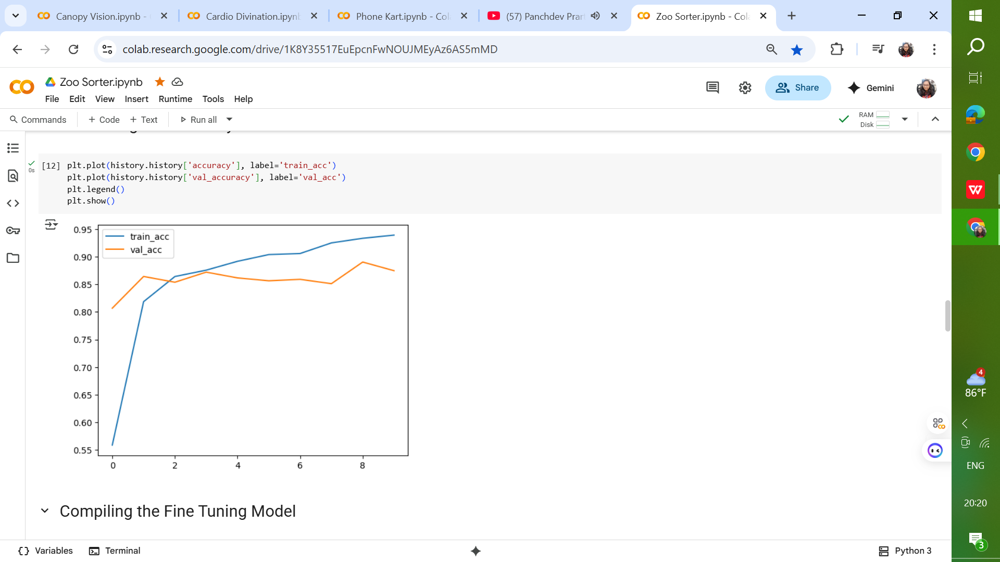 Canopy Vision.ipynb -
Cardio Divination.ipynb
Phone Kart.ipynb - Col
(57) Panchdev Prar
Zoo Sorter.ipynb - Col
colab.research.google.com/drive/1K8Y35517EuEpcnFwNOUJMEyAz6AS5mMD
Zoo Sorter.ipynb
File Edit View Insert Runtime Tools Help
Share
Gemini
Commands
+ Code + Text
Run all
RAM
Disk
0s
[12] plt.plot(history.history['accuracy'], label='train_acc')
plt.plot(history.history['val_accuracy'], label='val_acc')
plt.legend()
plt.show()
train_acc
val_acc
0.95
0.90
0.85
0.80
0.75
0.70
0.65
0.60
0.55
0 2 4 6 8
Compiling the Fine Tuning Model
Variables
Terminal
Python 3
4
86°F
ENG
20:20
3